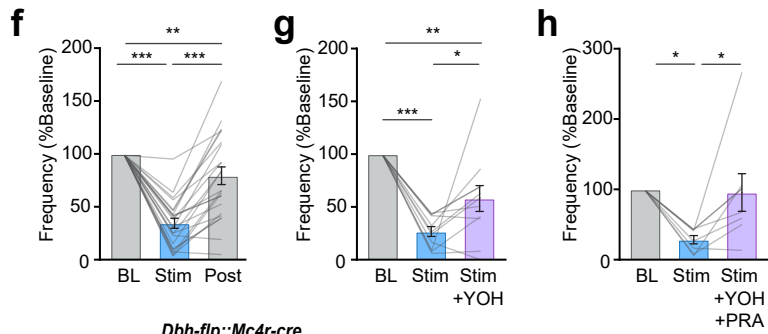 f
**
***
***
200
150
100
50
0
Frequency (%Baseline)
BL
Stim
Post
g
**
*
***
200
150
100
50
0
Frequency (%Baseline)
BL
Stim
Stim
+YOH
h
*
*
300
200
100
0
Frequency (%Baseline)
BL
Stim
Stim
+YOH
+PRA
Dbh-flp::Mc4r-cre